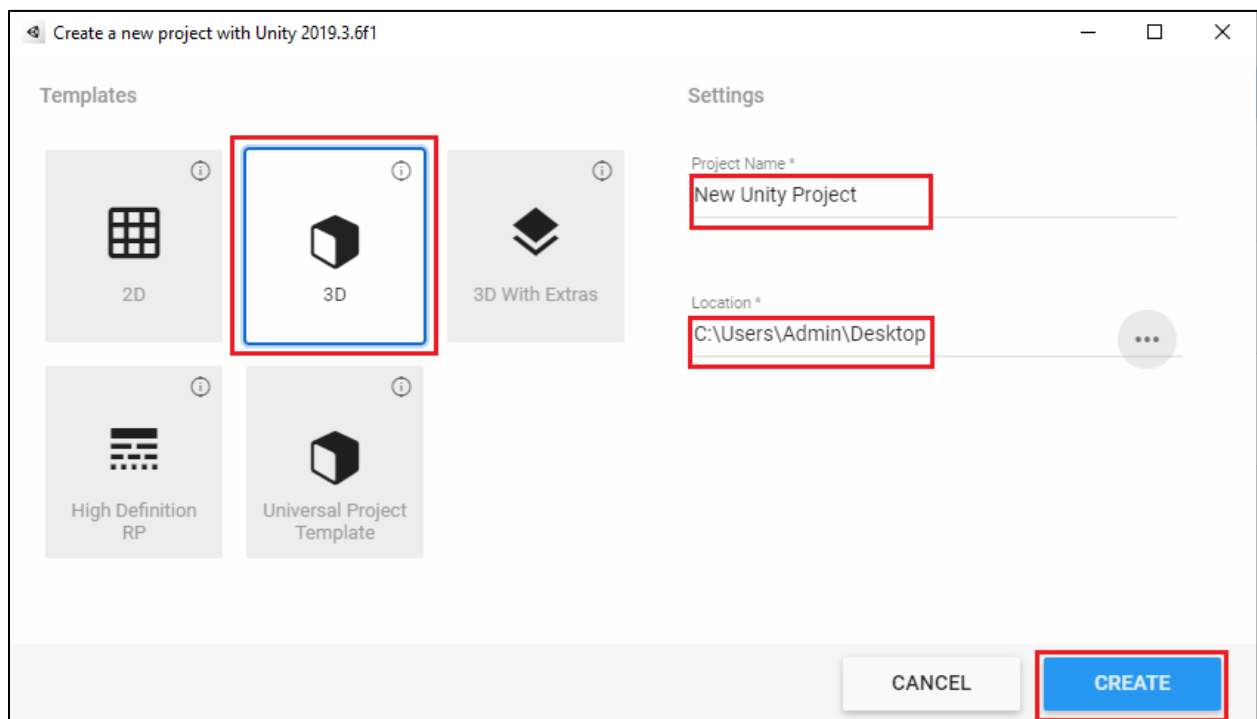 Create a new project with Unity 2019.3.6f1
Templates
Settings
2D
3D
3D With Extras
High Definition
RP
Universal Project
Template
Project Name *
New Unity Project
Location *
C:\Users\Admin\Desktop
CANCEL
CREATE